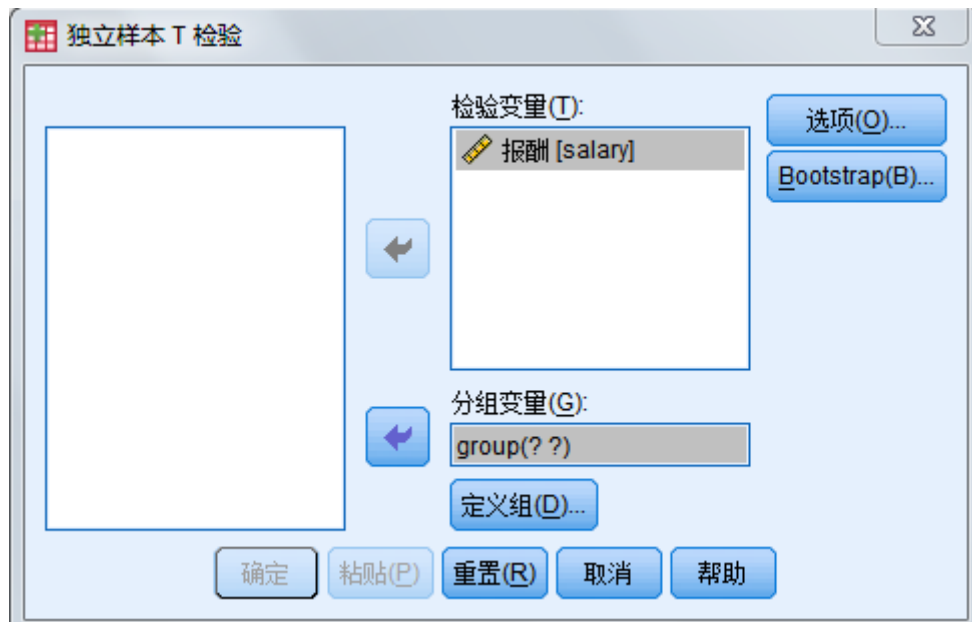 独立样本 T 检验
检验变量(T):
报酬 [salary]
选项(O)...
Bootstrap(B)...
分组变量(G):
group(? ?)
定义组(D)...
确定 粘贴(P) 重置(R) 取消 帮助